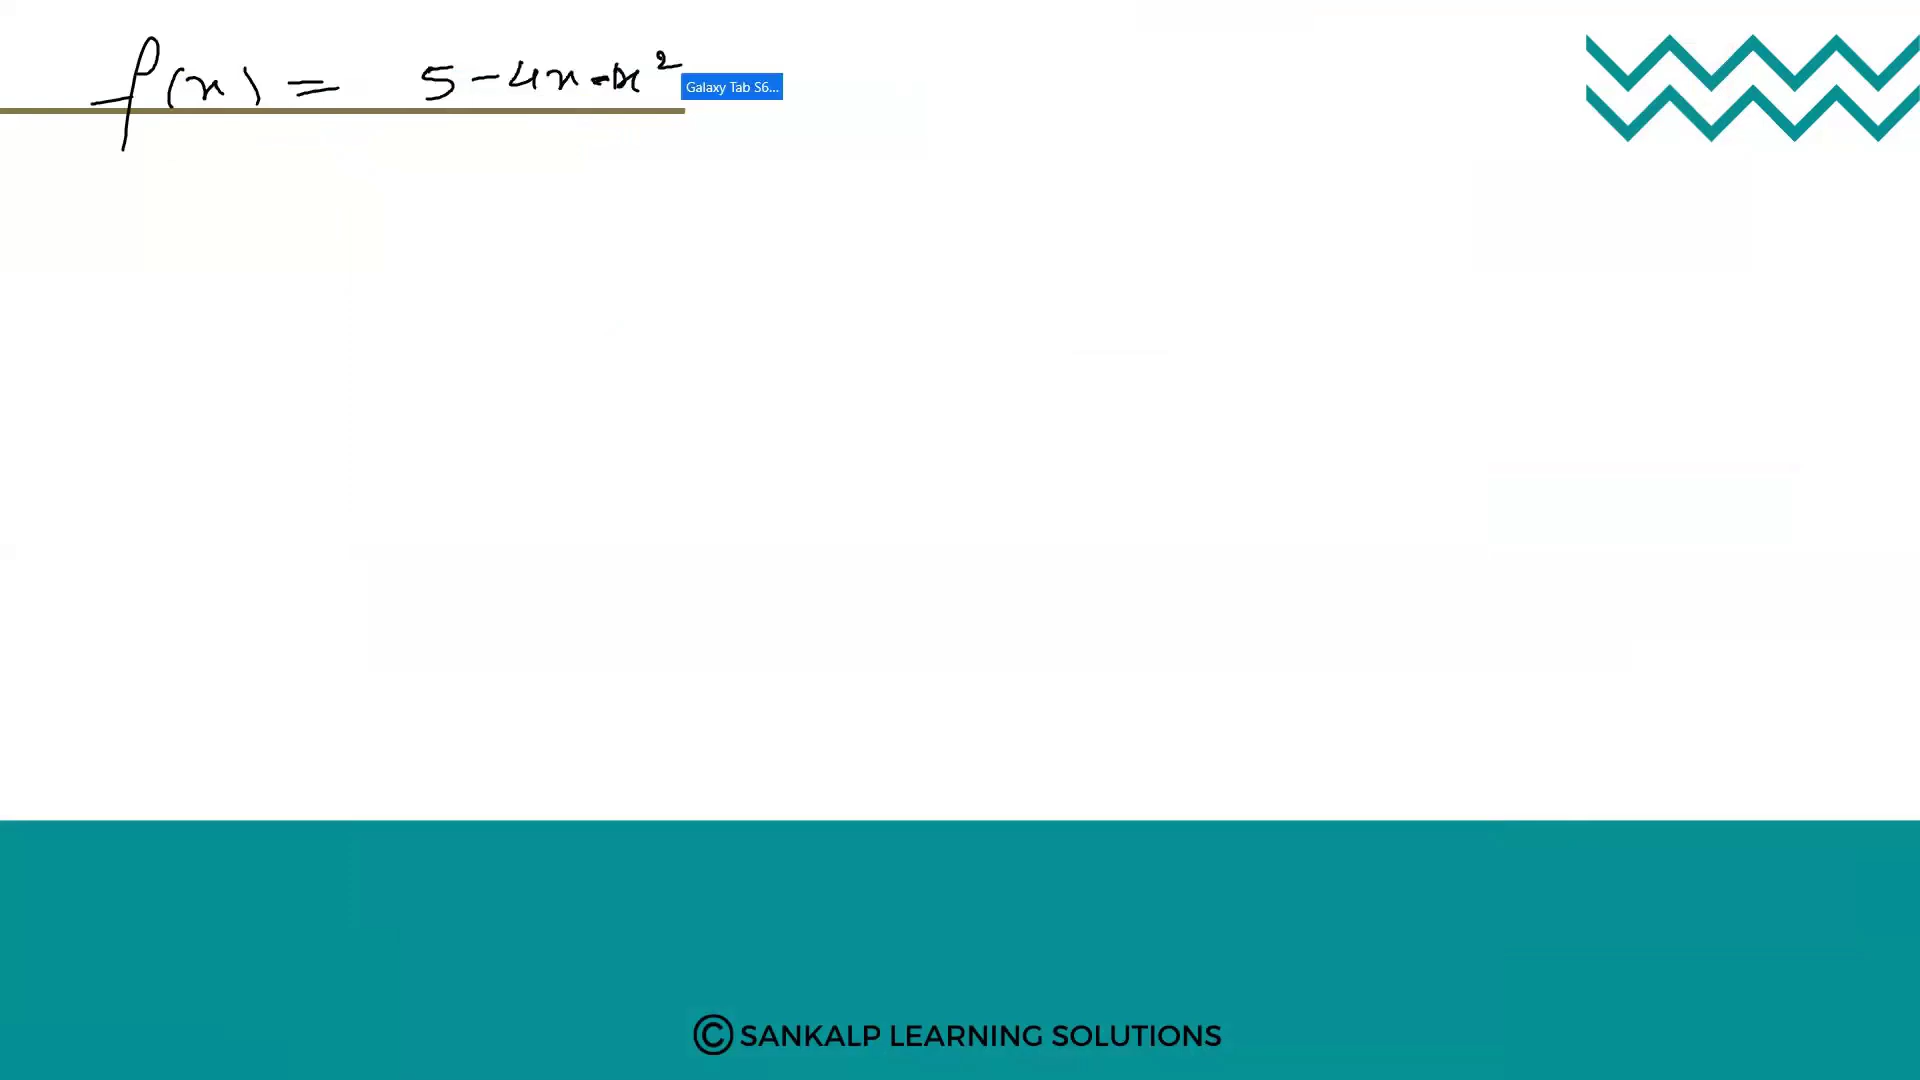 f(x) = 5-4x-x²
Galaxy Tab S6...
© SANKALP LEARNING SOLUTIONS